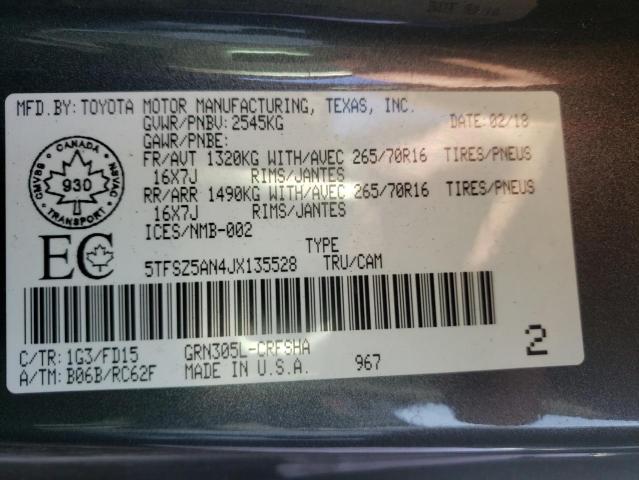 MFD.BY:TOYOTA MOTOR MANUFACTURING, TEXAS, INC.
GVWR/PNBV:2545KG DATE:02/18
GAWR/PNBE:
FR/AVT 1320KG WITH/AVEC 265/70R16 TIRES/PNEUS
16X7J RIMS/JANTES
RR/ARR 1490KG WITH/AVEC 265/70R16 TIRES/PNEUS
16X7J RIMS/JANTES
ICES/NMB-002
CANADA
CMVSS NSVAC
930
TRANSPORT
EC
TYPE
5TFSZ5AN4JX135528 TRU/CAM
C/TR:1G3/FD15 GRN305L-CRFSHA
A/TM:B06B/RC62F MADE IN U.S.A. 967
2